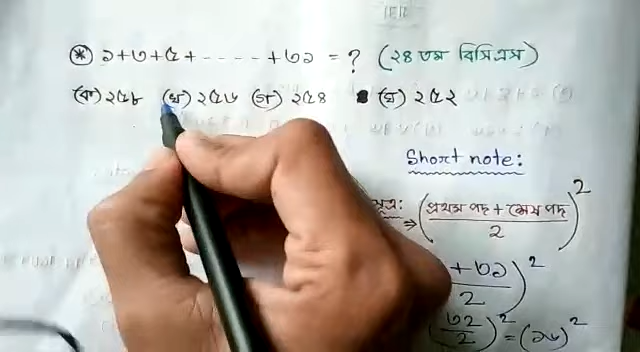 * ১+৩+৫+ ---- +৩১ = ? (২৪ তম বিসিএস)
(ক) ২৫৮ (খ) ২৫৬ (গ) ২৫৪ (ঘ) ২৫২
Short note:
সূত্র: ⇒ (প্রথম পদ + শেষ পদ / 2)^2
+ ৩১ / 2)^2
(৩2 / 2)^2 = (১৬)^2